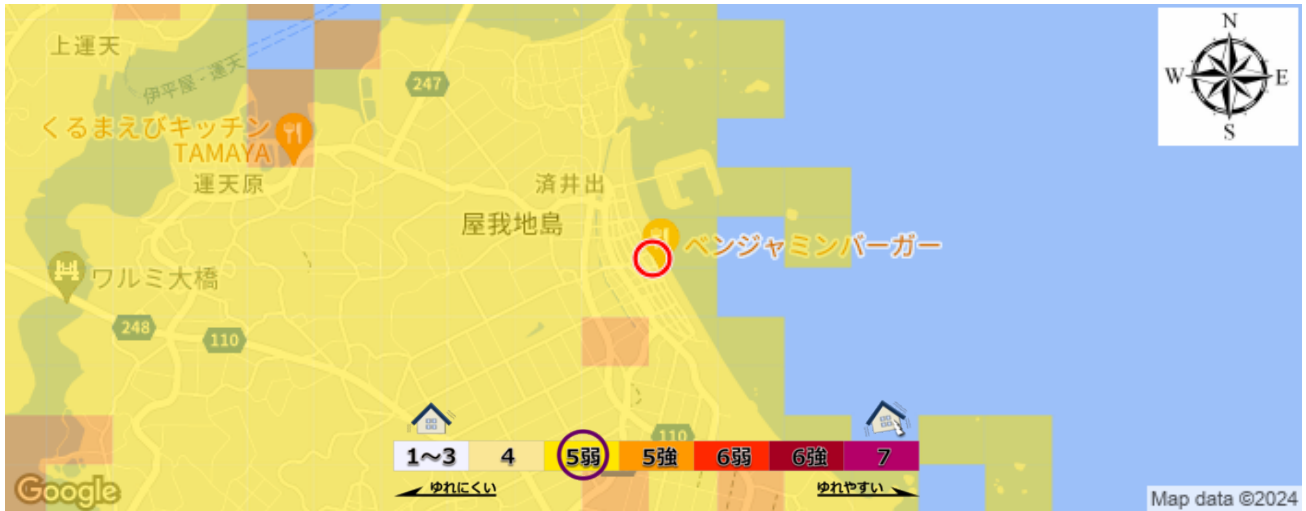 N
W E
S
上運天
伊平屋 - 運天
247
くるまえびキッチン
TAMAYA
運天原
済井出
屋我地島
ベンジャミンバーガー
ワルミ大橋
248
110
110
1～3 4 5弱 5強 6弱 6強 7
ゆれにくい ゆれやすい
Google
Map data ©2024